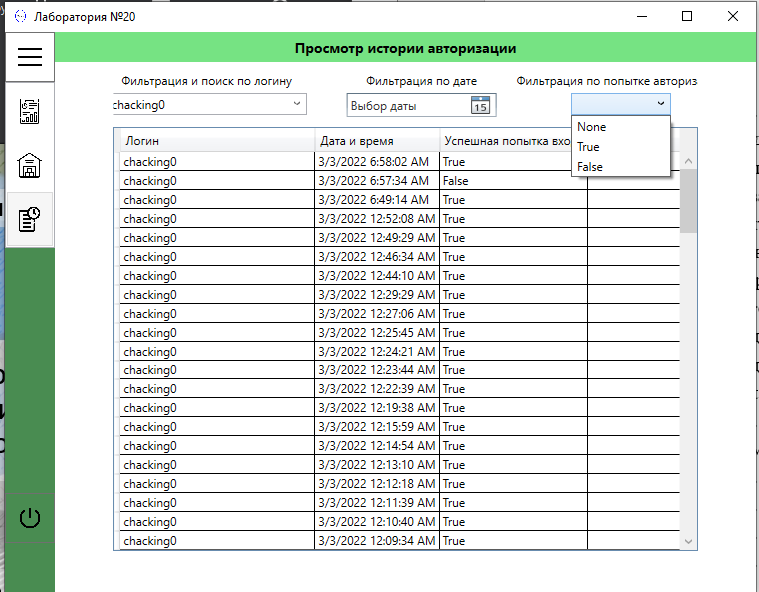 Лаборатория №20
Просмотр истории авторизации
Фильтрация и поиск по логину
Фильтрация по дате
Фильтрация по попытке авториз
chacking0
Выбор даты
15
None
True
False
Логин
Дата и время
Успешная попытка вхо
chacking0 3/3/2022 6:58:02 AM True
chacking0 3/3/2022 6:57:34 AM False
chacking0 3/3/2022 6:49:14 AM True
chacking0 3/3/2022 12:52:08 AM True
chacking0 3/3/2022 12:49:29 AM True
chacking0 3/3/2022 12:46:34 AM True
chacking0 3/3/2022 12:44:10 AM True
chacking0 3/3/2022 12:29:29 AM True
chacking0 3/3/2022 12:27:06 AM True
chacking0 3/3/2022 12:25:45 AM True
chacking0 3/3/2022 12:24:21 AM True
chacking0 3/3/2022 12:23:44 AM True
chacking0 3/3/2022 12:22:39 AM True
chacking0 3/3/2022 12:19:38 AM True
chacking0 3/3/2022 12:15:59 AM True
chacking0 3/3/2022 12:14:54 AM True
chacking0 3/3/2022 12:13:10 AM True
chacking0 3/3/2022 12:12:18 AM True
chacking0 3/3/2022 12:11:39 AM True
chacking0 3/3/2022 12:10:40 AM True
chacking0 3/3/2022 12:09:34 AM True